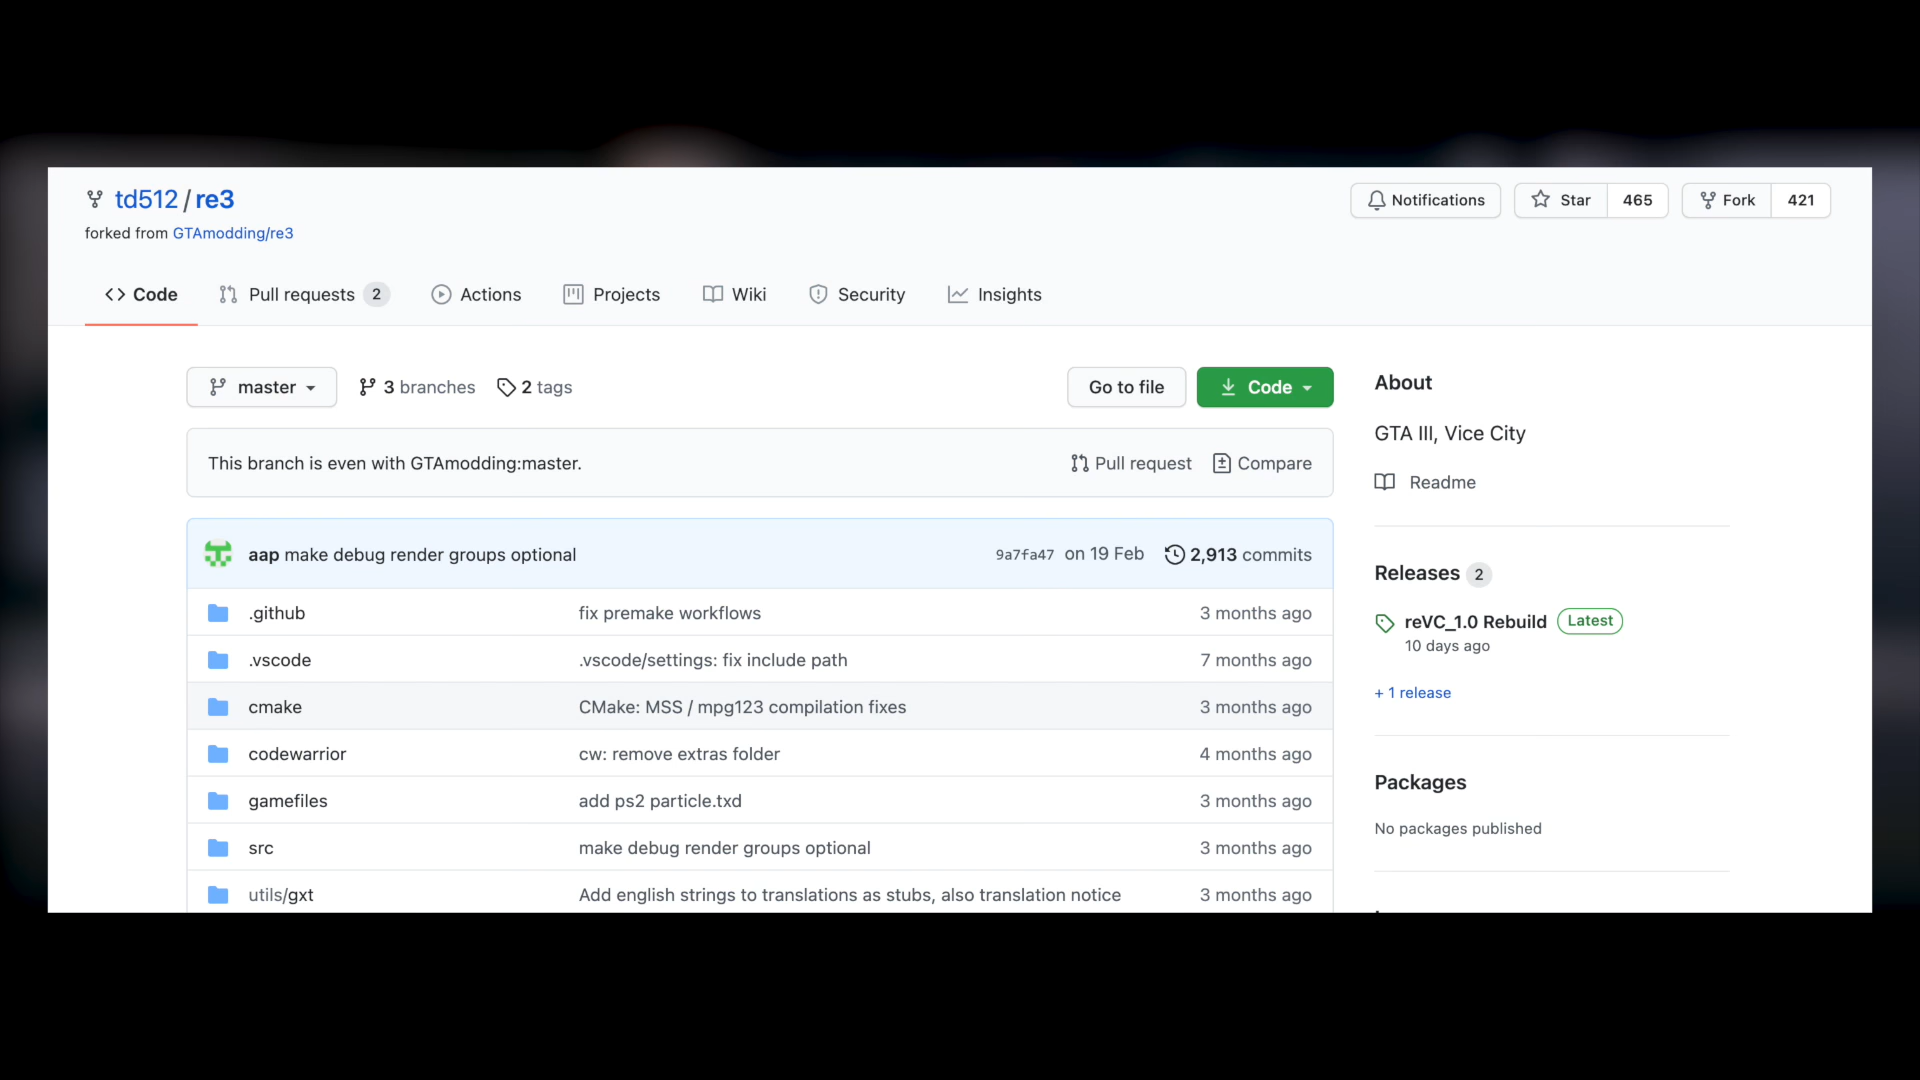 td512 / re3
Notifications Star 465 Fork 421
forked from GTAmodding/re3
Code Pull requests 2 Actions Projects Wiki Security Insights
master 3 branches 2 tags Go to file Code
This branch is even with GTAmodding:master. Pull request Compare
aap make debug render groups optional 9a7fa47 on 19 Feb 2,913 commits
.github fix premake workflows 3 months ago
.vscode .vscode/settings: fix include path 7 months ago
cmake CMake: MSS / mpg123 compilation fixes 3 months ago
codewarrior cw: remove extras folder 4 months ago
gamefiles add ps2 particle.txd 3 months ago
src make debug render groups optional 3 months ago
utils/gxt Add english strings to translations as stubs, also translation notice 3 months ago
About
GTA III, Vice City
Readme
Releases 2
reVC_1.0 Rebuild Latest
10 days ago
+ 1 release
Packages
No packages published